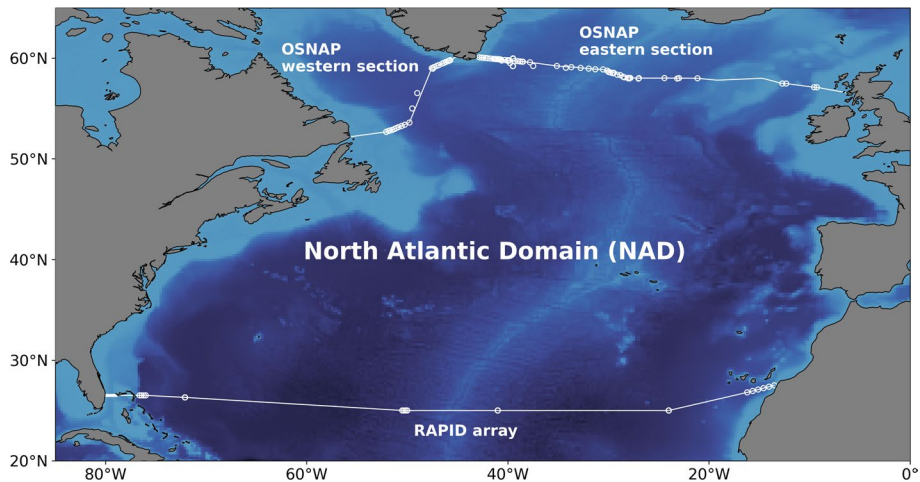 60°N
50°N
40°N
30°N
20°N
OSNAP
western section
OSNAP
eastern section
North Atlantic Domain (NAD)
RAPID array
80°W
60°W
40°W
20°W
0°